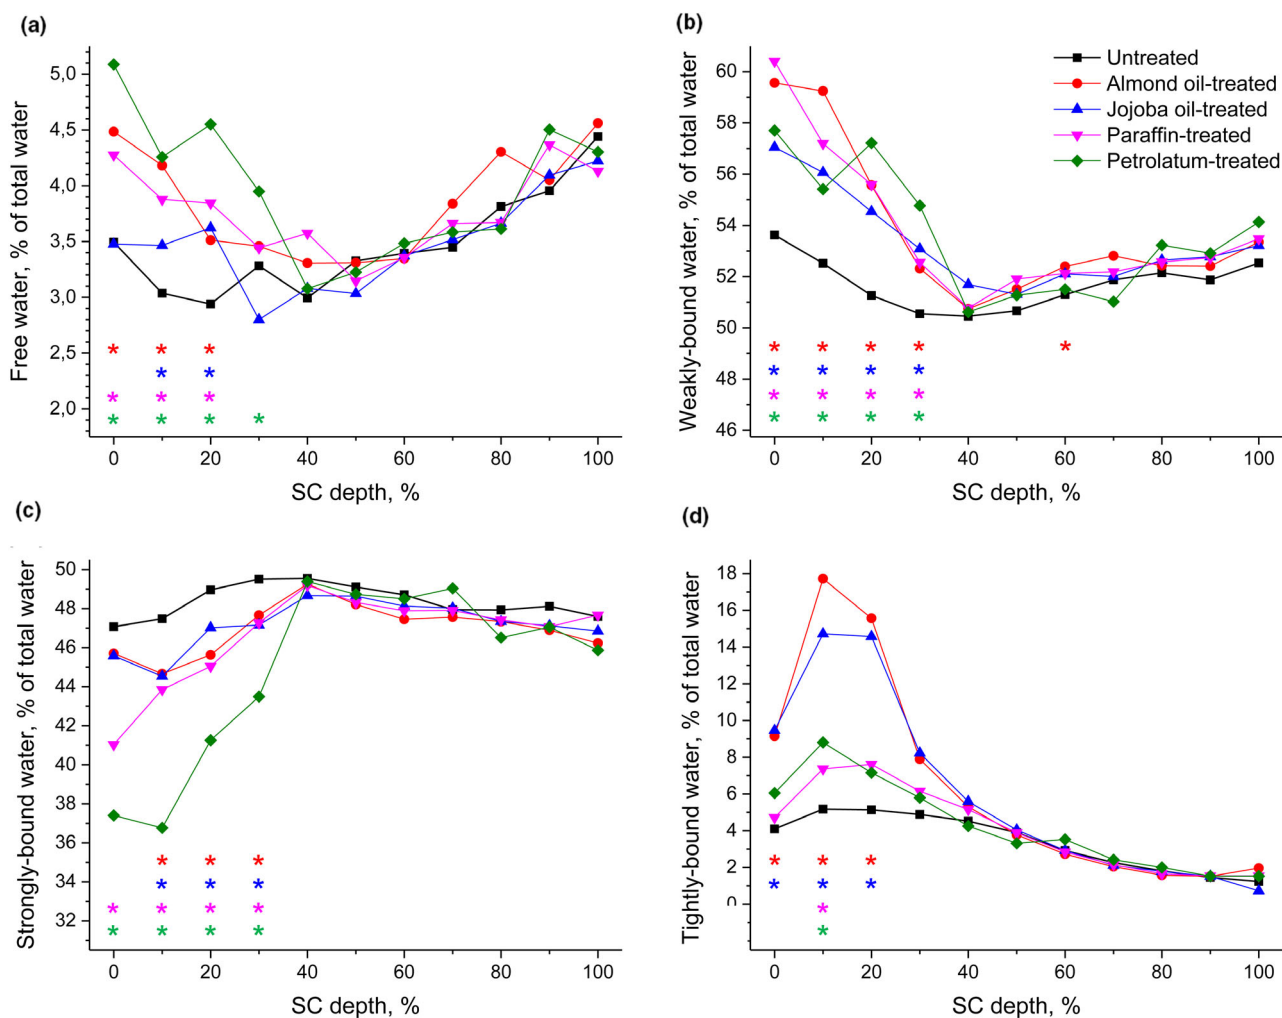 (a)
Free water, % of total water
5,0
4,5
4,0
3,5
3,0
2,5
2,0
* * *
* *
* * *
* * * *
0 20 40 60 80 100
SC depth, %
(b)
Weakly-bound water, % of total water
60
58
56
54
52
50
48
46
Untreated
Almond oil-treated
Jojoba oil-treated
Paraffin-treated
Petrolatum-treated
* * * * *
* * * *
* * * *
* * * *
0 20 40 60 80 100
SC depth, %
(c)
Strongly-bound water, % of total water
50
48
46
44
42
40
38
36
34
32
* * *
* * *
* * * *
* * * *
0 20 40 60 80 100
SC depth, %
(d)
Tightly-bound water, % of total water
18
16
14
12
10
8
6
4
2
0
* * *
* * *
*
*
0 20 40 60 80 100
SC depth, %